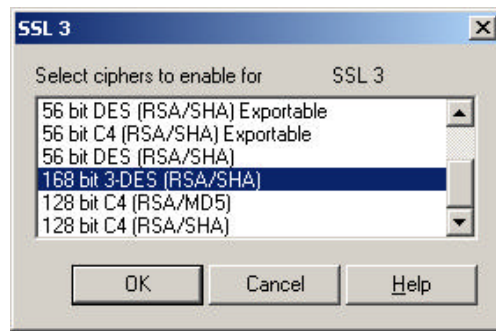 SSL 3
Select ciphers to enable for SSL 3
56 bit DES (RSA/SHA) Exportable
56 bit C4 (RSA/SHA) Exportable
56 bit DES (RSA/SHA)
168 bit 3-DES (RSA/SHA)
128 bit C4 (RSA/MD5)
128 bit C4 (RSA/SHA)
OK Cancel Help